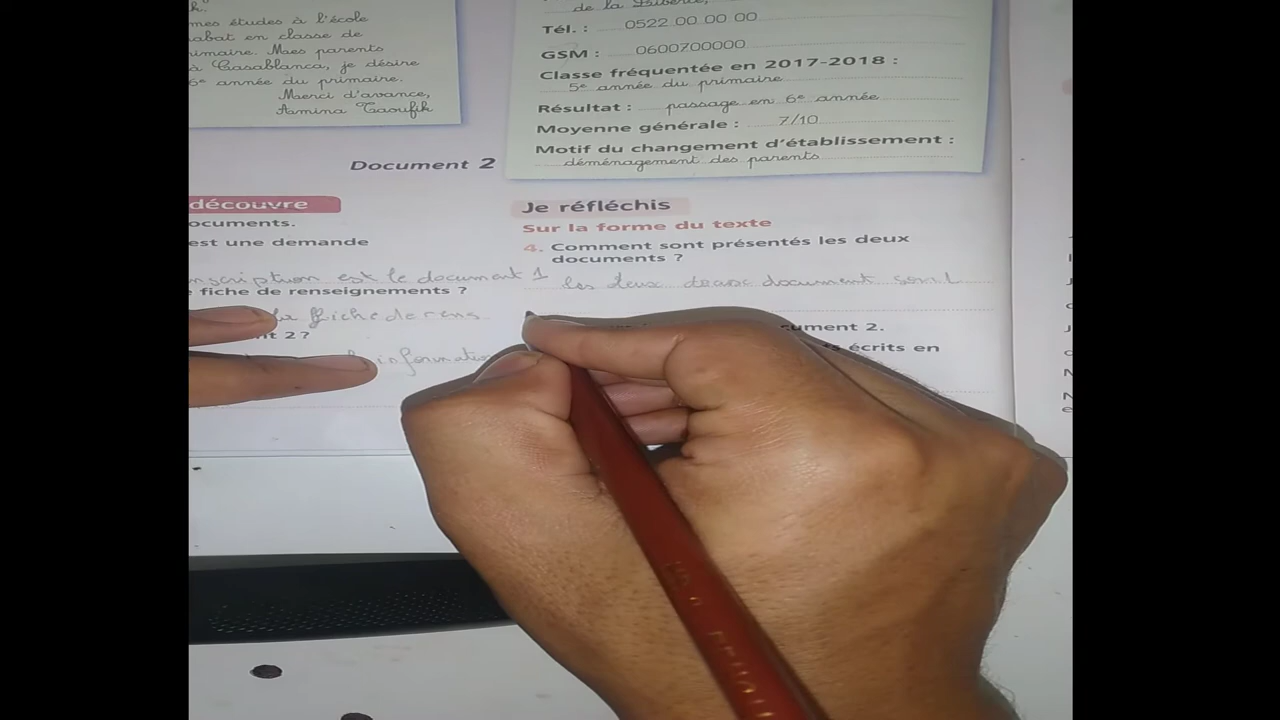 mes études à l'école
abat en classe de
imaire. Maes parents
à Casablanca, je désire
6e année du primaire.
Merci d'avance,
Amina Taoufik
Document 2
de la Liberté,
Tél. : 0522 00 00 00
GSM : 0600700000
Classe fréquentée en 2017-2018 :
5e année du primaire
Résultat : passage en 6e année
Moyenne générale : 7/10
Motif du changement d'établissement :
déménagement des parents
découvre
ocuments.
est une demande
nscription est le document 1
fiche de renseignements ?
la fiche de rens
nt 2 ?
information
Je réfléchis
Sur la forme du texte
4. Comment sont présentés les deux
documents ?
les deux document sont
ument 2.
écrits en